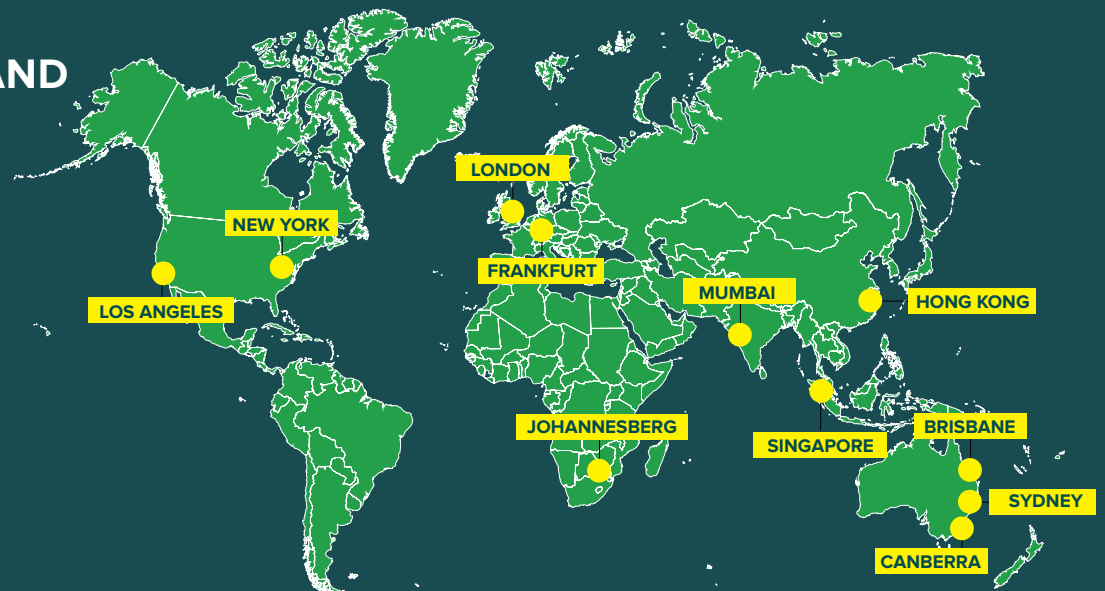 AND
LONDON
NEW YORK
FRANKFURT
MUMBAI
HONG KONG
LOS ANGELES
JOHANNESBERG
BRISBANE
SINGAPORE
SYDNEY
CANBERRA